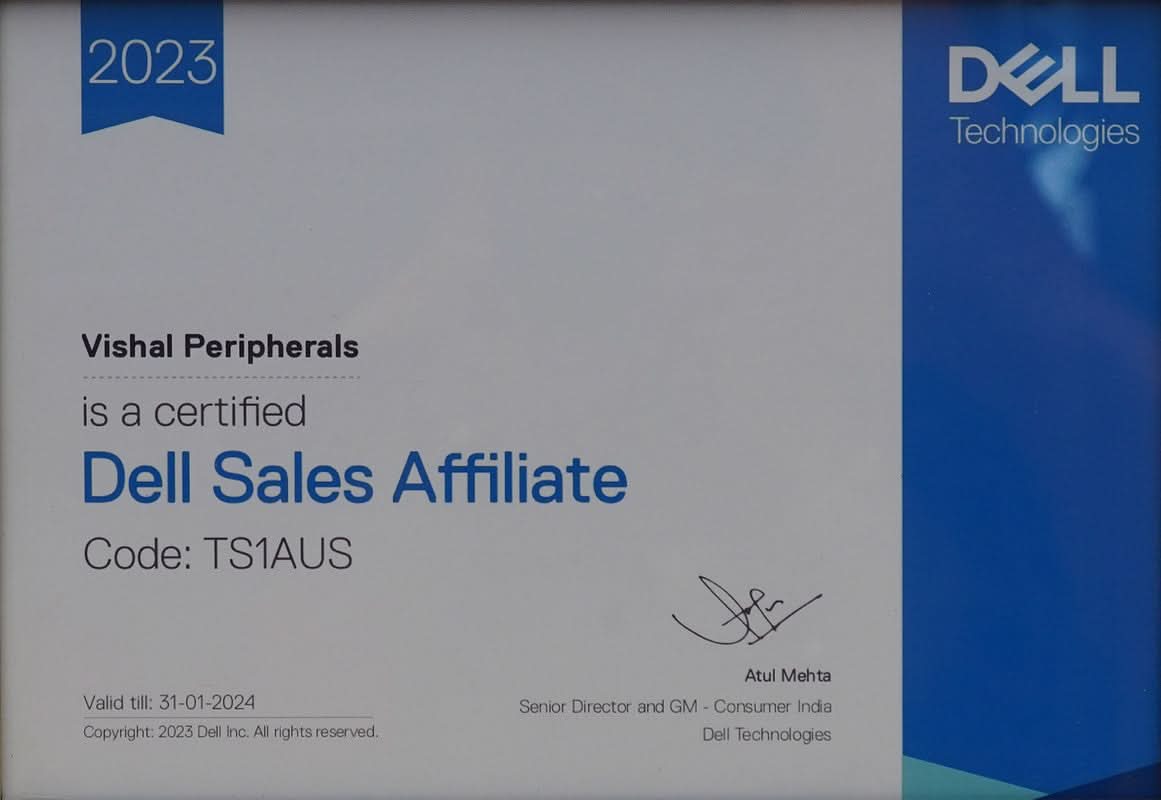 2023
DELL
Technologies
Vishal Peripherals
is a certified
Dell Sales Affiliate
Code: TS1AUS
Valid till: 31-01-2024
Copyright: 2023 Dell Inc. All rights reserved.
Atul Mehta
Senior Director and GM - Consumer India
Dell Technologies